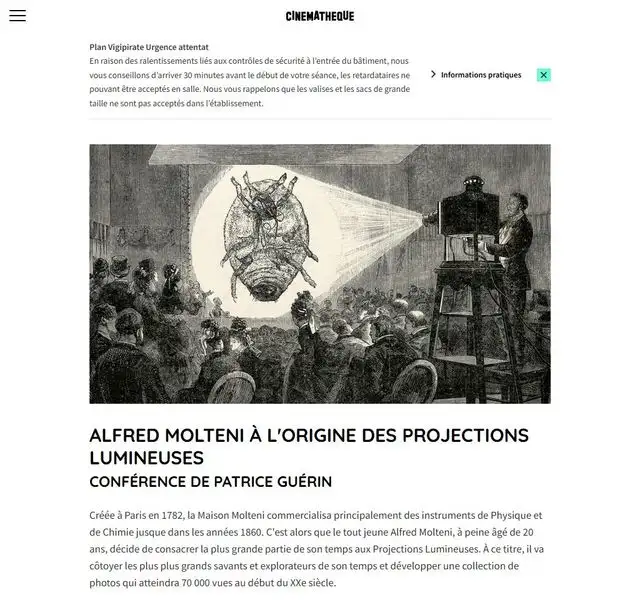 CINEMATHEQUE
Plan Vigipirate Urgence attentat
En raison des ralentissements liés aux contrôles de sécurité à l'entrée du bâtiment, nous
vous conseillons d'arriver 30 minutes avant le début de votre séance, les retardataires ne
pouvant être acceptés en salle. Nous vous rappelons que les valises et les sacs de grande
taille ne sont pas acceptés dans l'établissement.
Informations pratiques
ALFRED MOLTENI À L'ORIGINE DES PROJECTIONS
LUMINEUSES
CONFÉRENCE DE PATRICE GUÉRIN
Créée à Paris en 1782, la Maison Molteni commercialisa principalement des instruments de Physique et
de Chimie jusque dans les années 1860. C'est alors que le tout jeune Alfred Molteni, à peine âgé de 20
ans, décide de consacrer la plus grande partie de son temps aux Projections Lumineuses. À ce titre, il va
côtoyer les plus plus grands savants et explorateurs de son temps et développer une collection de
photos qui atteindra 70 000 vues au début du XXe siècle.